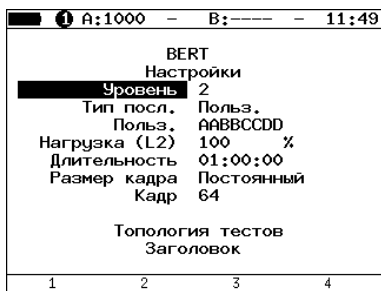 1 A:1000 – B:---- – 11:49
BERT
Настройки
Уровень 2
Тип посл. Польз.
Польз. AABBCCDD
Нагрузка (L2) 100 %
Длительность 01:00:00
Размер кадра Постоянный
Кадр 64
Топология тестов
Заголовок
1 2 3 4